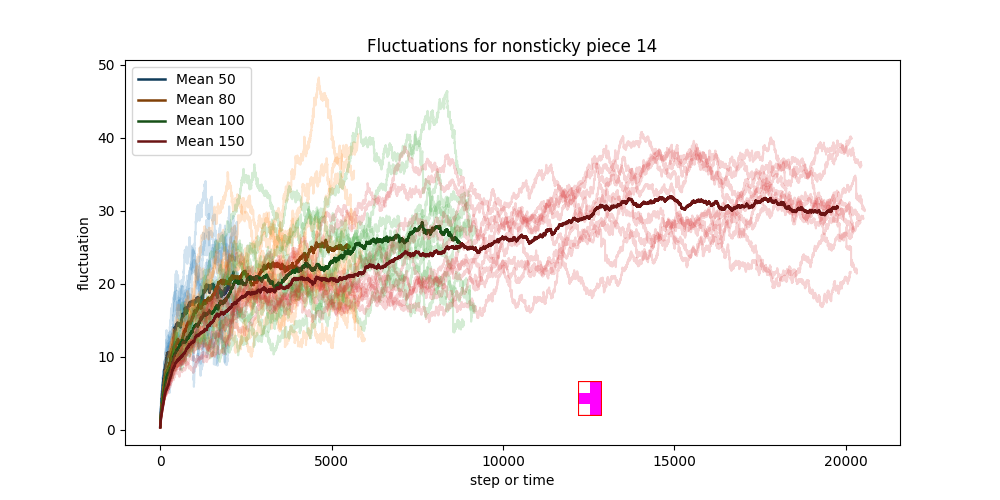 Fluctuations for nonsticky piece 14
50
40
30
20
10
0
fluctuation
Mean 50
Mean 80
Mean 100
Mean 150
0 5000 10000 15000 20000
step or time